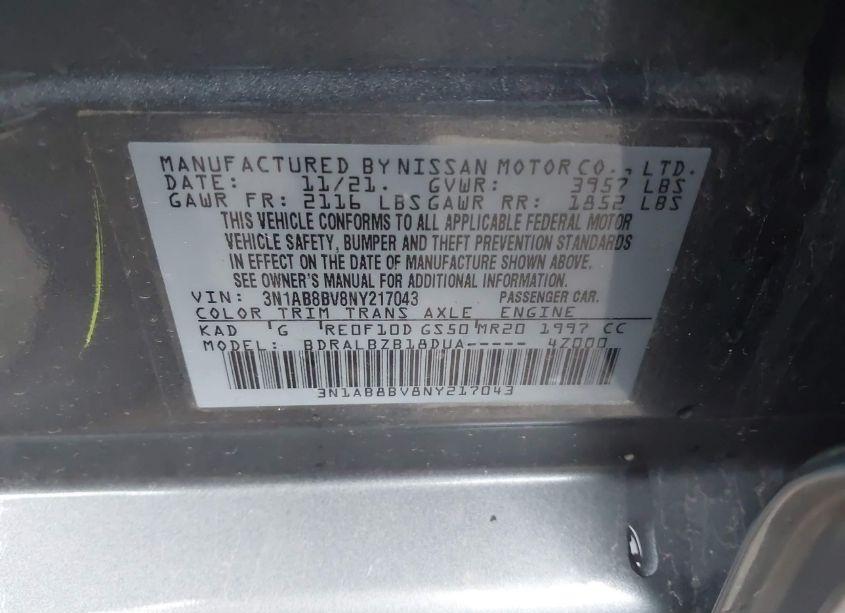 MANUFACTURED BY NISSAN MOTOR CO., LTD.
DATE: 11/21. GVWR: 3957 LBS
GAWR FR: 2116 LBS GAWR RR: 1852 LBS
THIS VEHICLE CONFORMS TO ALL APPLICABLE FEDERAL MOTOR
VEHICLE SAFETY, BUMPER AND THEFT PREVENTION STANDARDS
IN EFFECT ON THE DATE OF MANUFACTURE SHOWN ABOVE.
SEE OWNER'S MANUAL FOR ADDITIONAL INFORMATION.
VIN: 3N1AB8BV8NY217043 PASSENGER CAR.
COLOR TRIM TRANS AXLE ENGINE
KAD G RE0F10D GS50 MR20 1997 CC
MODEL: BDRALBZB18DUA----- 4Z000
3N1AB8BV8NY217043